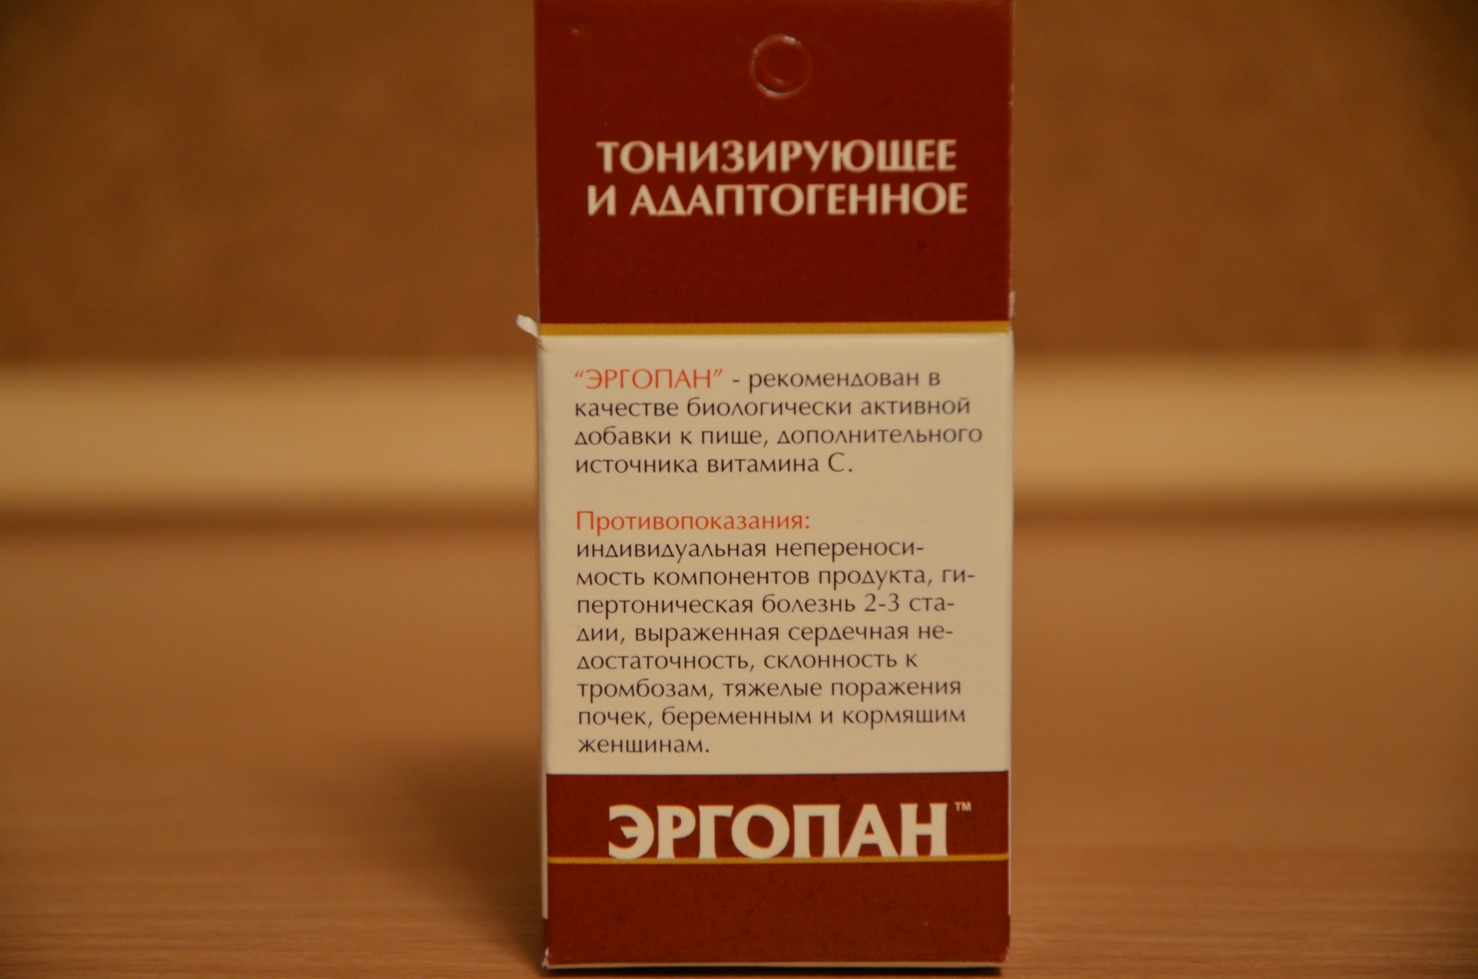 ТОНИЗИРУЮЩЕЕ
И АДАПТОГЕННОЕ
“ЭРГОПАН” - рекомендован в
качестве биологически активной
добавки к пище, дополнительного
источника витамина С.
Противопоказания:
индивидуальная непереноси-
мость компонентов продукта, ги-
пертоническая болезнь 2-3 ста-
дии, выраженная сердечная не-
достаточность, склонность к
тромбозам, тяжелые поражения
почек, беременным и кормящим
женщинам.
ЭРГОПАН™